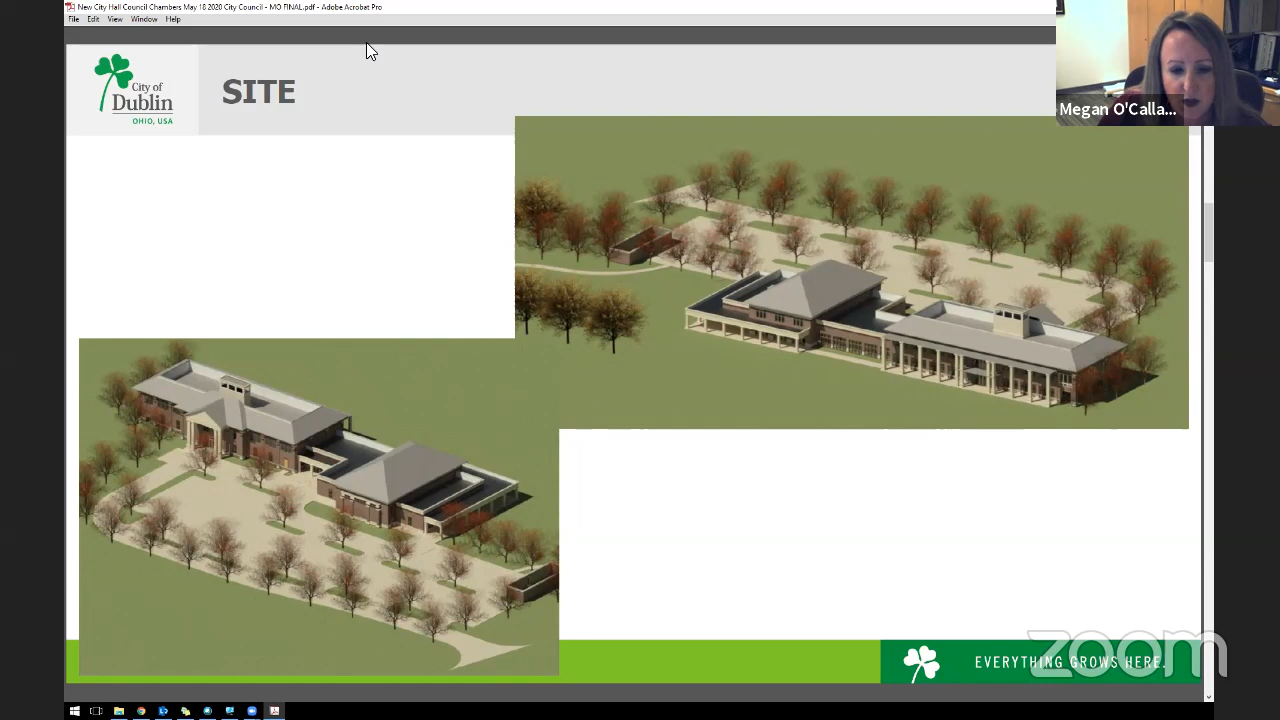 New City Hall Council Chambers May 18 2020 City Council - MO FINAL.pdf - Adobe Acrobat Pro
File Edit View Window Help
City of
Dublin
OHIO, USA
SITE
Megan O'Calla...
EVERYTHING GROWS HERE.
zoom